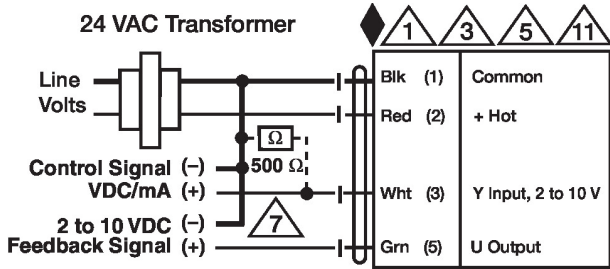 24 VAC Transformer
1 3 5 11
Line
Volts
Blk (1) Common
Red (2) + Hot
Ω
500 Ω
Control Signal (–)
VDC/mA (+)
Wht (3) Y Input, 2 to 10 V
7
2 to 10 VDC (–)
Feedback Signal (+)
Grn (5) U Output